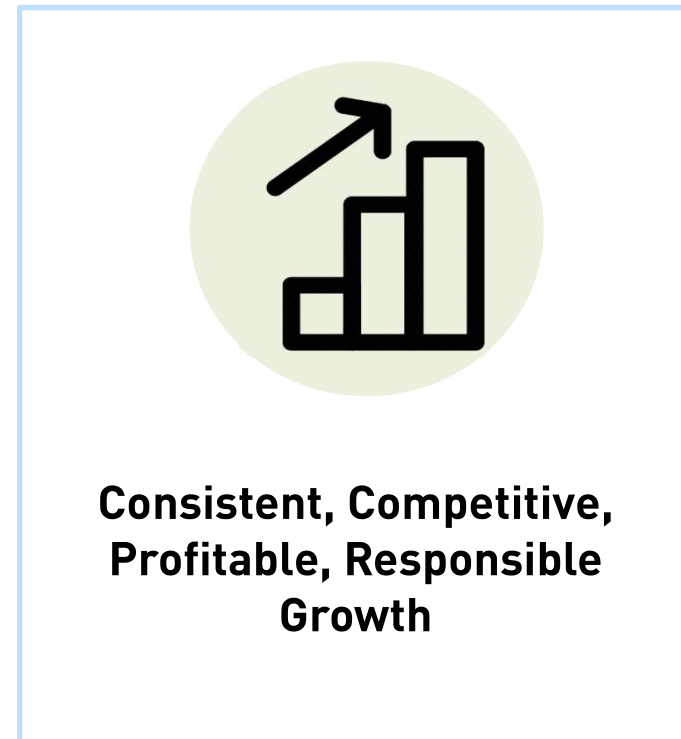 Consistent, Competitive,
Profitable, Responsible
Growth